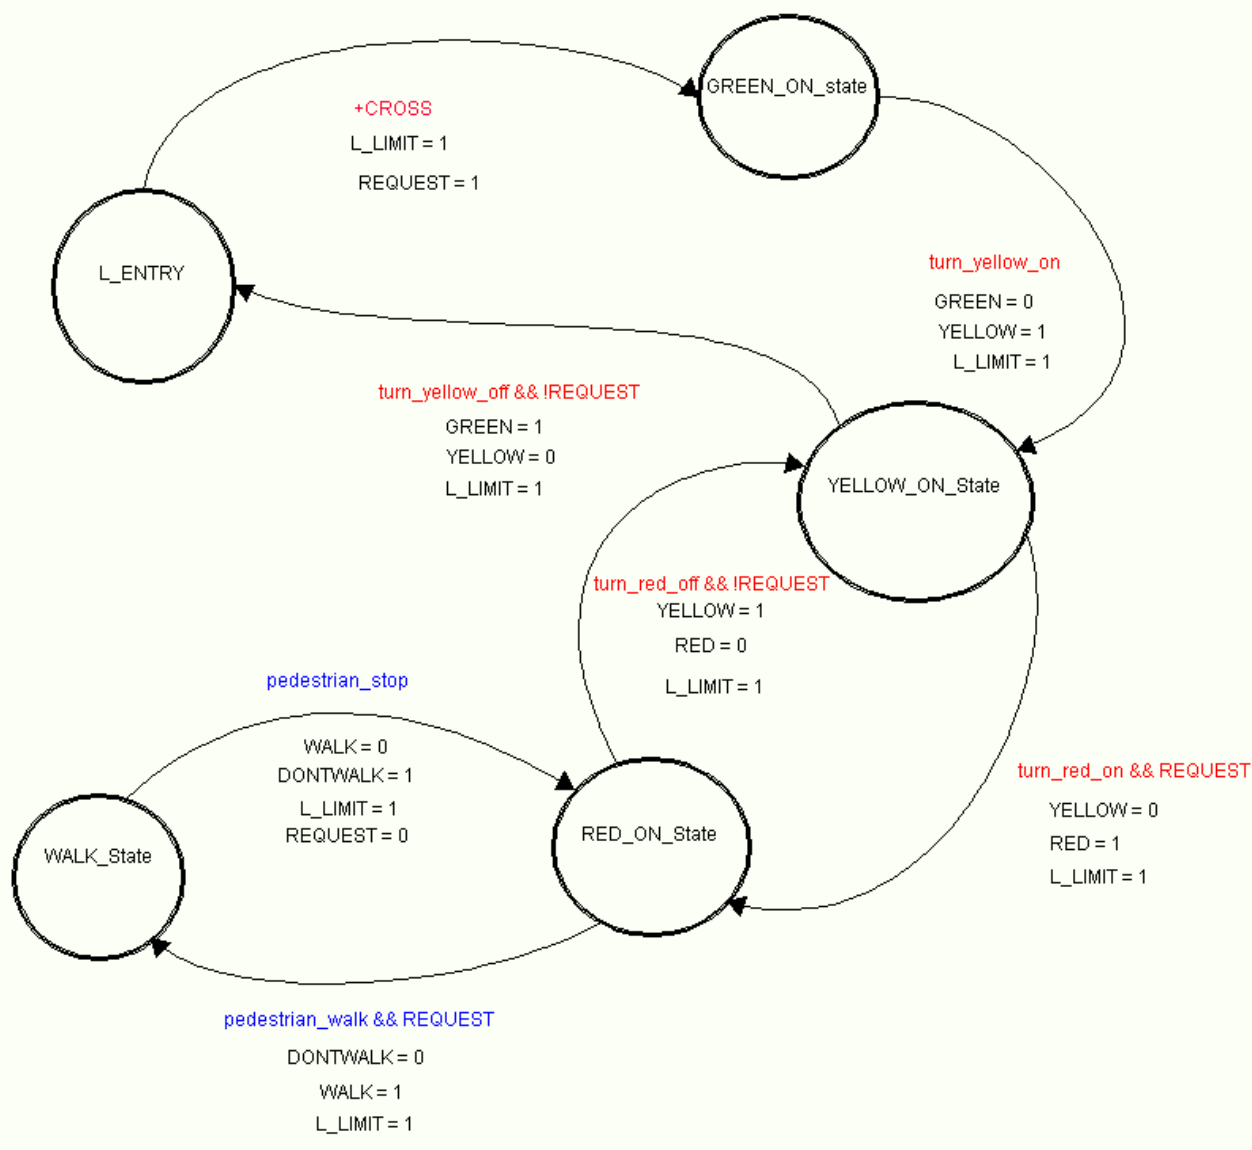 GREEN_ON_state
+CROSS
L_LIMIT = 1
REQUEST = 1
L_ENTRY
turn_yellow_on
GREEN = 0
YELLOW = 1
L_LIMIT = 1
turn_yellow_off && !REQUEST
GREEN = 1
YELLOW = 0
L_LIMIT = 1
YELLOW_ON_State
turn_red_off && !REQUEST
YELLOW = 1
RED = 0
L_LIMIT = 1
pedestrian_stop
WALK = 0
DONTWALK = 1
L_LIMIT = 1
REQUEST = 0
turn_red_on && REQUEST
YELLOW = 0
RED = 1
L_LIMIT = 1
RED_ON_State
WALK_State
pedestrian_walk && REQUEST
DONTWALK = 0
WALK = 1
L_LIMIT = 1